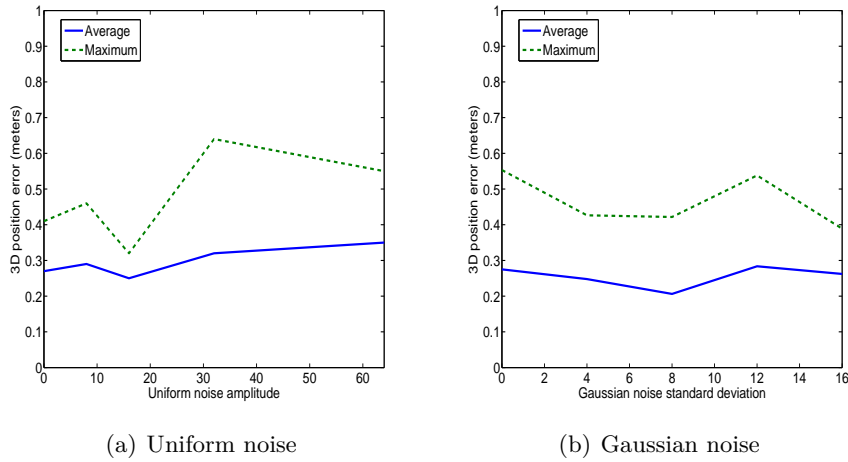 Average
Maximum
3D position error (meters)
1
0.9
0.8
0.7
0.6
0.5
0.4
0.3
0.2
0.1
0
0 10 20 30 40 50 60
Uniform noise amplitude
(a) Uniform noise
Average
Maximum
3D position error (meters)
1
0.9
0.8
0.7
0.6
0.5
0.4
0.3
0.2
0.1
0
0 2 4 6 8 10 12 14 16
Gaussian noise standard deviation
(b) Gaussian noise